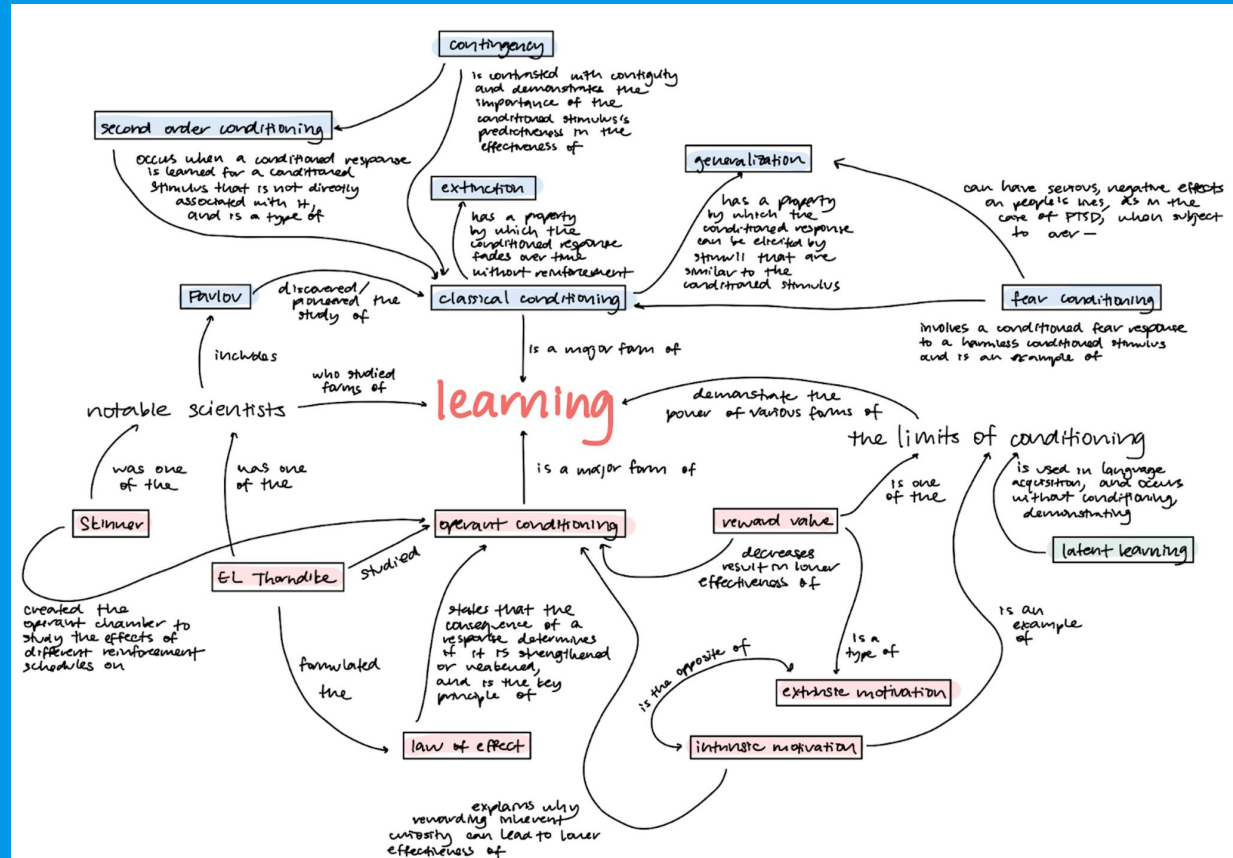 contingency
is contrasted with contiguity
and demonstrates the
importance of the
conditioned stimulus's
predictiveness in the
effectiveness of
second order conditioning
occurs when a conditioned response
is learned for a conditioned
stimulus that is not directly
associated with it,
and is a type of
extinction
has a property
by which the
conditioned response
fades over time
without reinforcement
generalization
has a property
by which the
conditioned response
can be elicited by
stimuli that are
similar to the
conditioned stimulus
can have serious, negative effects
on people's lives, as in the
case of PTSD, when subject
to over—
Pavlov
discovered/
pioneered the
study of
classical conditioning
fear conditioning
involves a conditioned fear response
to a harmless conditioned stimulus
and is an example of
includes
is a major form of
who studied
forms of
notable scientists
learning
demonstrate the
power of various forms of
the limits of conditioning
was one
of the
was one
of the
is a major form of
is one
of the
is used in language
acquisition, and occurs
without conditioning,
demonstrating
Skinner
operant conditioning
reward value
latent learning
EL Thorndike
studied
decreases
result in lower
effectiveness of
created the
operant chamber to
study the effects of
different reinforcement
schedules on
states that the
consequence of a
response determines
if it is strengthened
or weakened,
and is the key
principle of
is an
example
of
formulated
the
is a
type of
is the opposite of
extrinsic motivation
law of effect
intrinsic motivation
explains why
rewarding inherent
curiosity can lead to lower
effectiveness of